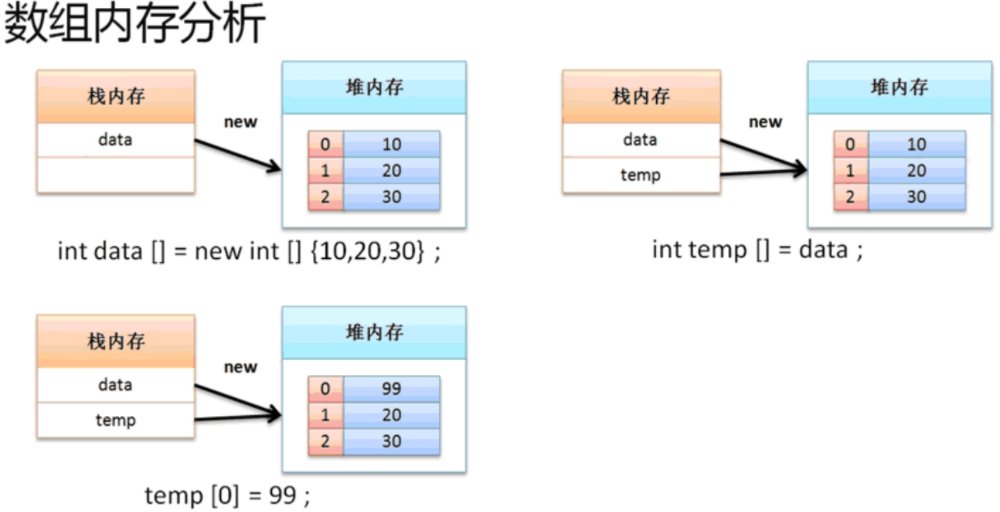 数组内存分析
栈内存
data
new
堆内存
0 10
1 20
2 30
int data [] = new int [] {10,20,30} ;
栈内存
data
temp
new
堆内存
0 10
1 20
2 30
int temp [] = data ;
栈内存
data
temp
new
堆内存
0 99
1 20
2 30
temp [0] = 99 ;